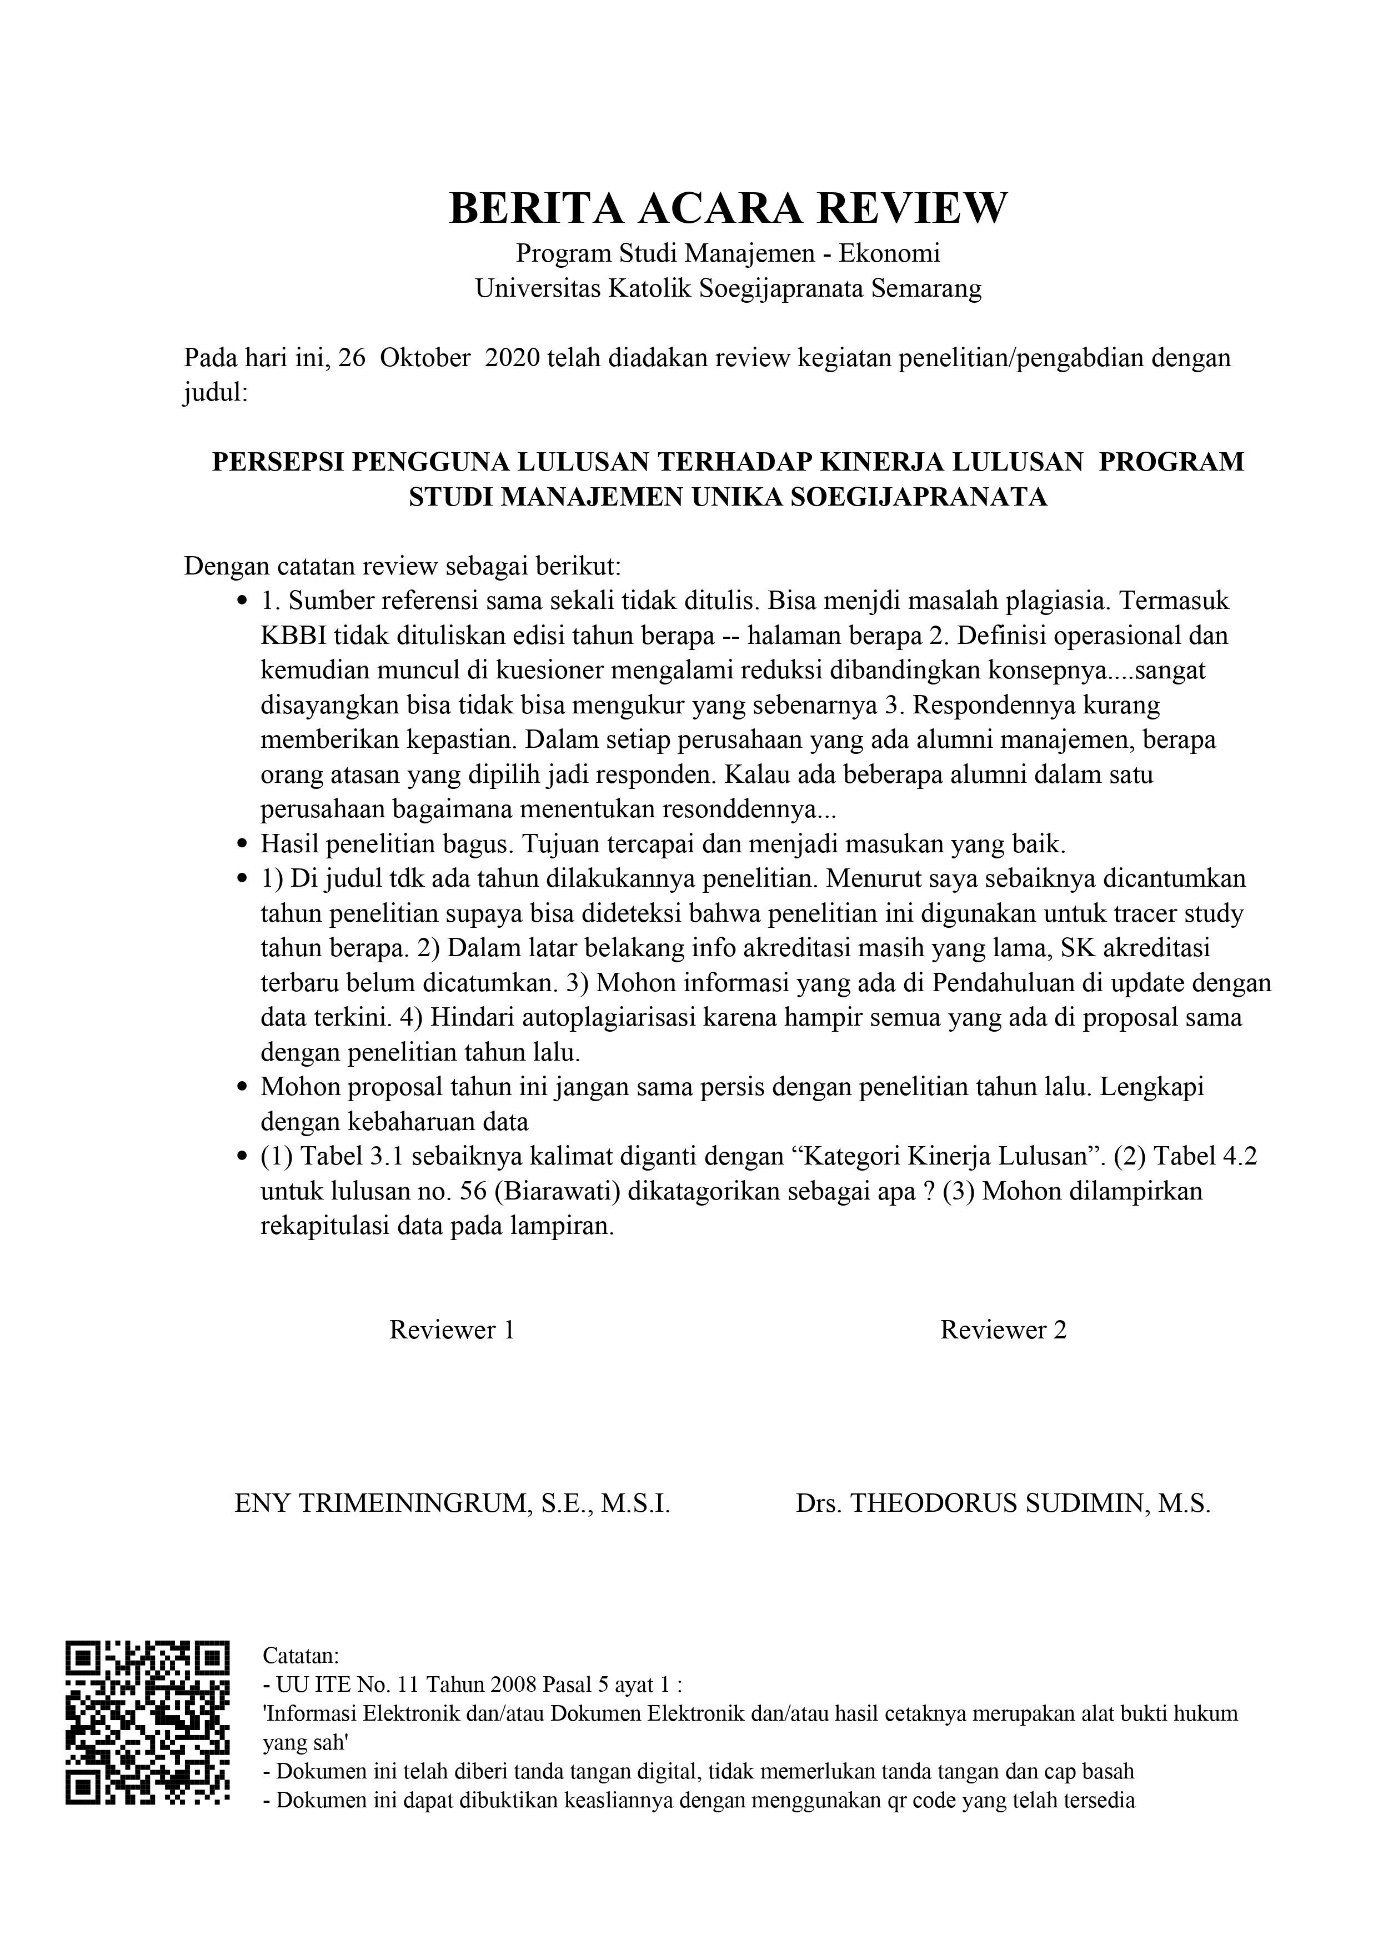 BERITA ACARA REVIEW
Program Studi Manajemen - Ekonomi
Universitas Katolik Soegijapranata Semarang
Pada hari ini, 26 Oktober 2020 telah diadakan review kegiatan penelitian/pengabdian dengan
judul:
PERSEPSI PENGGUNA LULUSAN TERHADAP KINERJA LULUSAN PROGRAM
STUDI MANAJEMEN UNIKA SOEGIJAPRANATA
Dengan catatan review sebagai berikut:
• 1. Sumber referensi sama sekali tidak ditulis. Bisa menjdi masalah plagiasia. Termasuk
KBBI tidak dituliskan edisi tahun berapa -- halaman berapa 2. Definisi operasional dan
kemudian muncul di kuesioner mengalami reduksi dibandingkan konsepnya....sangat
disayangkan bisa tidak bisa mengukur yang sebenarnya 3. Respondennya kurang
memberikan kepastian. Dalam setiap perusahaan yang ada alumni manajemen, berapa
orang atasan yang dipilih jadi responden. Kalau ada beberapa alumni dalam satu
perusahaan bagaimana menentukan resonddennya...
• Hasil penelitian bagus. Tujuan tercapai dan menjadi masukan yang baik.
• 1) Di judul tdk ada tahun dilakukannya penelitian. Menurut saya sebaiknya dicantumkan
tahun penelitian supaya bisa dideteksi bahwa penelitian ini digunakan untuk tracer study
tahun berapa. 2) Dalam latar belakang info akreditasi masih yang lama, SK akreditasi
terbaru belum dicatumkan. 3) Mohon informasi yang ada di Pendahuluan di update dengan
data terkini. 4) Hindari autoplagiarisasi karena hampir semua yang ada di proposal sama
dengan penelitian tahun lalu.
• Mohon proposal tahun ini jangan sama persis dengan penelitian tahun lalu. Lengkapi
dengan kebaharuan data
• (1) Tabel 3.1 sebaiknya kalimat diganti dengan “Kategori Kinerja Lulusan”. (2) Tabel 4.2
untuk lulusan no. 56 (Biarawati) dikatagorikan sebagai apa ? (3) Mohon dilampirkan
rekapitulasi data pada lampiran.
Reviewer 1
Reviewer 2
ENY TRIMEININGRUM, S.E., M.S.I.
Drs. THEODORUS SUDIMIN, M.S.
Catatan:
- UU ITE No. 11 Tahun 2008 Pasal 5 ayat 1 :
'Informasi Elektronik dan/atau Dokumen Elektronik dan/atau hasil cetaknya merupakan alat bukti hukum
yang sah'
- Dokumen ini telah diberi tanda tangan digital, tidak memerlukan tanda tangan dan cap basah
- Dokumen ini dapat dibuktikan keasliannya dengan menggunakan qr code yang telah tersedia